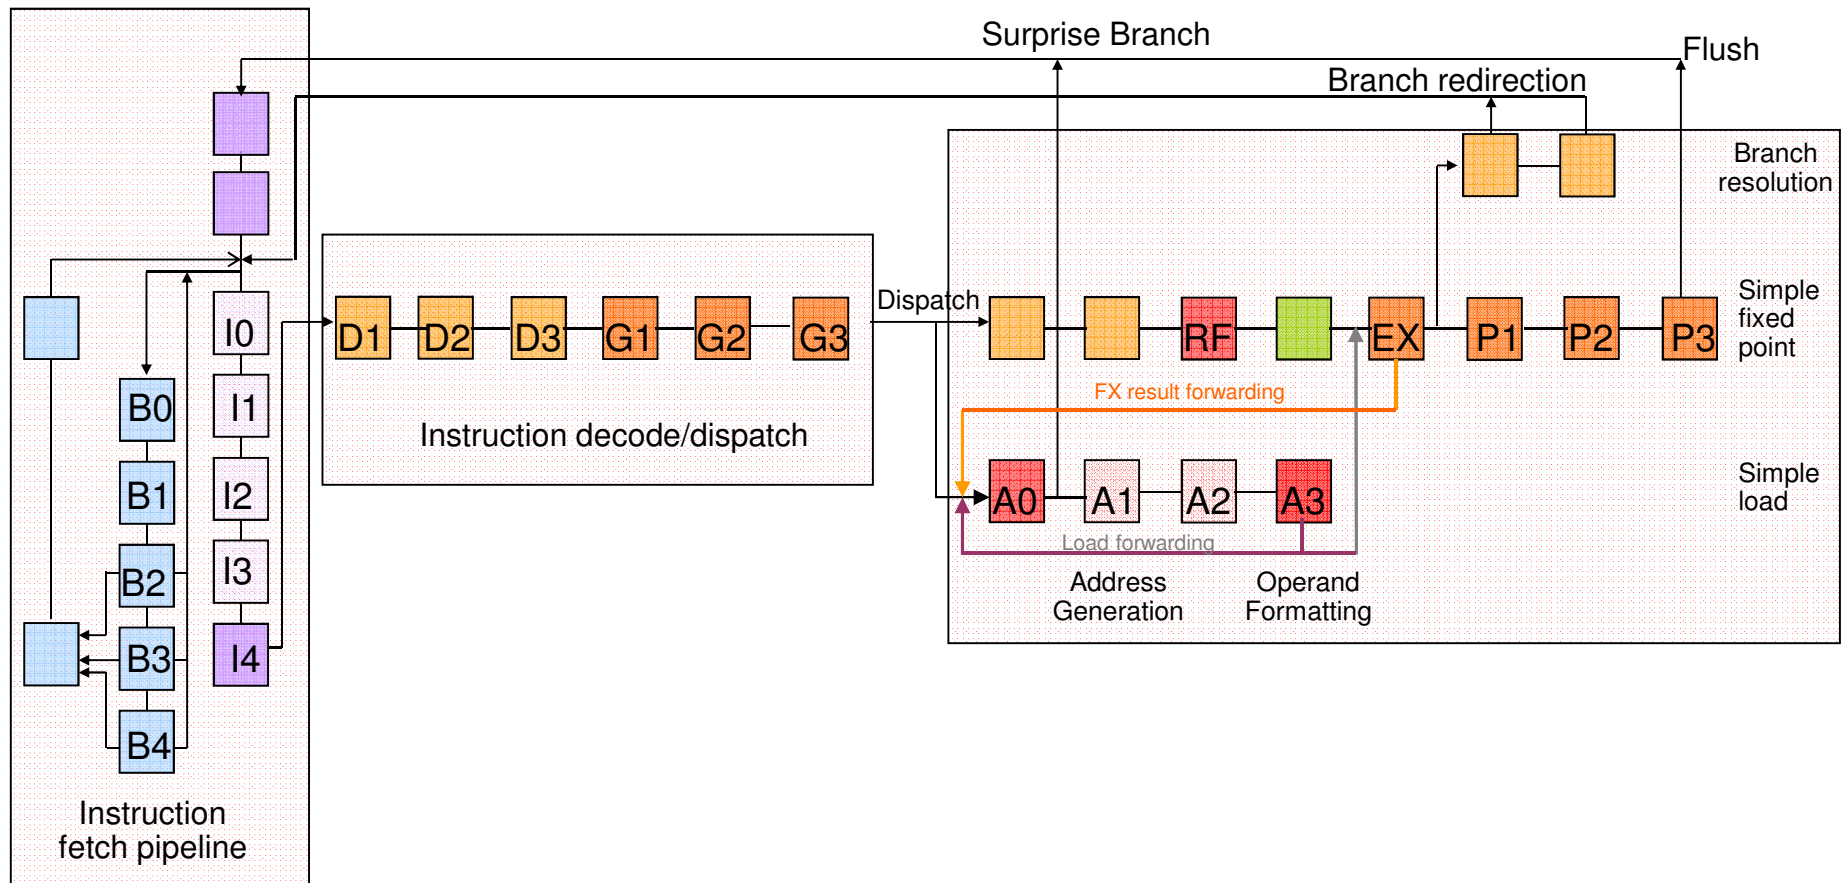 Surprise Branch
Flush
Branch redirection
Branch
resolution
I0
I1
I2
I3
I4
B0
B1
B2
B3
B4
Instruction
fetch pipeline
D1
D2
D3
G1
G2
G3
Instruction decode/dispatch
Dispatch
RF
EX
P1
P2
P3
Simple
fixed
point
FX result forwarding
A0
A1
A2
A3
Simple
load
Load forwarding
Address
Generation
Operand
Formatting